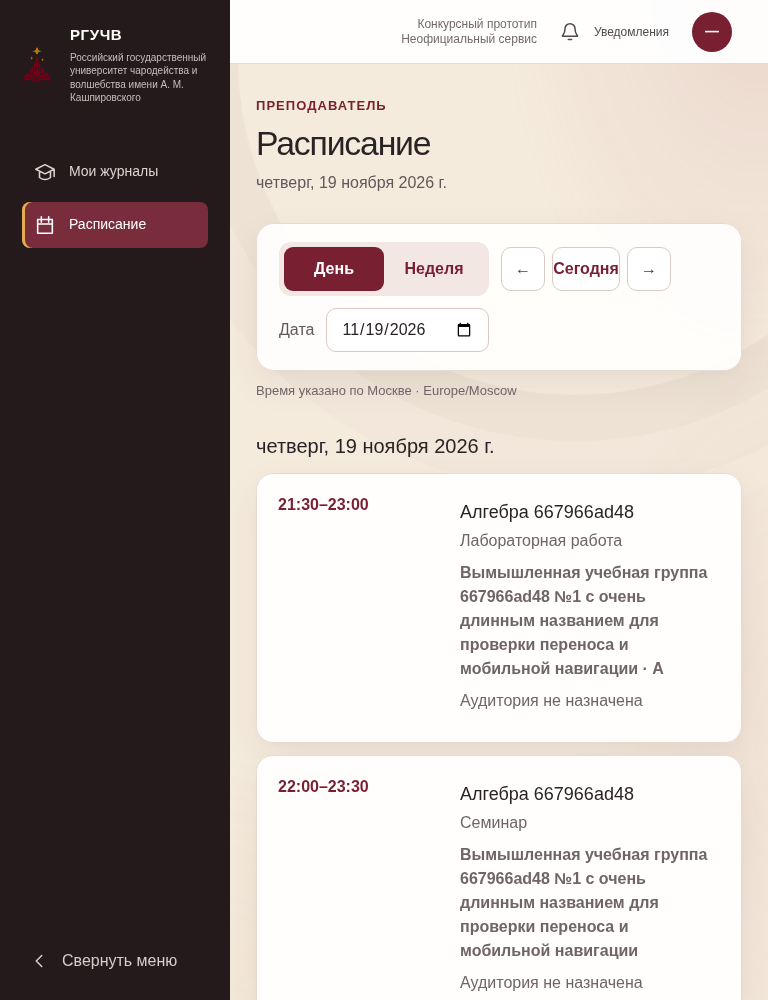 РГУЧВ
Российский государственный
университет чародейства и
волшебства имени А. М.
Кашпировского
Мои журналы
Расписание
Свернуть меню
Конкурсный прототип
Неофициальный сервис
Уведомления
—
ПРЕПОДАВАТЕЛЬ
Расписание
четверг, 19 ноября 2026 г.
День Неделя ← Сегодня →
Дата 11/19/2026
Время указано по Москве · Europe/Moscow
четверг, 19 ноября 2026 г.
21:30–23:00
Алгебра 667966ad48
Лабораторная работа
Вымышленная учебная группа
667966ad48 №1 с очень
длинным названием для
проверки переноса и
мобильной навигации · А
Аудитория не назначена
22:00–23:30
Алгебра 667966ad48
Семинар
Вымышленная учебная группа
667966ad48 №1 с очень
длинным названием для
проверки переноса и
мобильной навигации
Аудитория не назначена